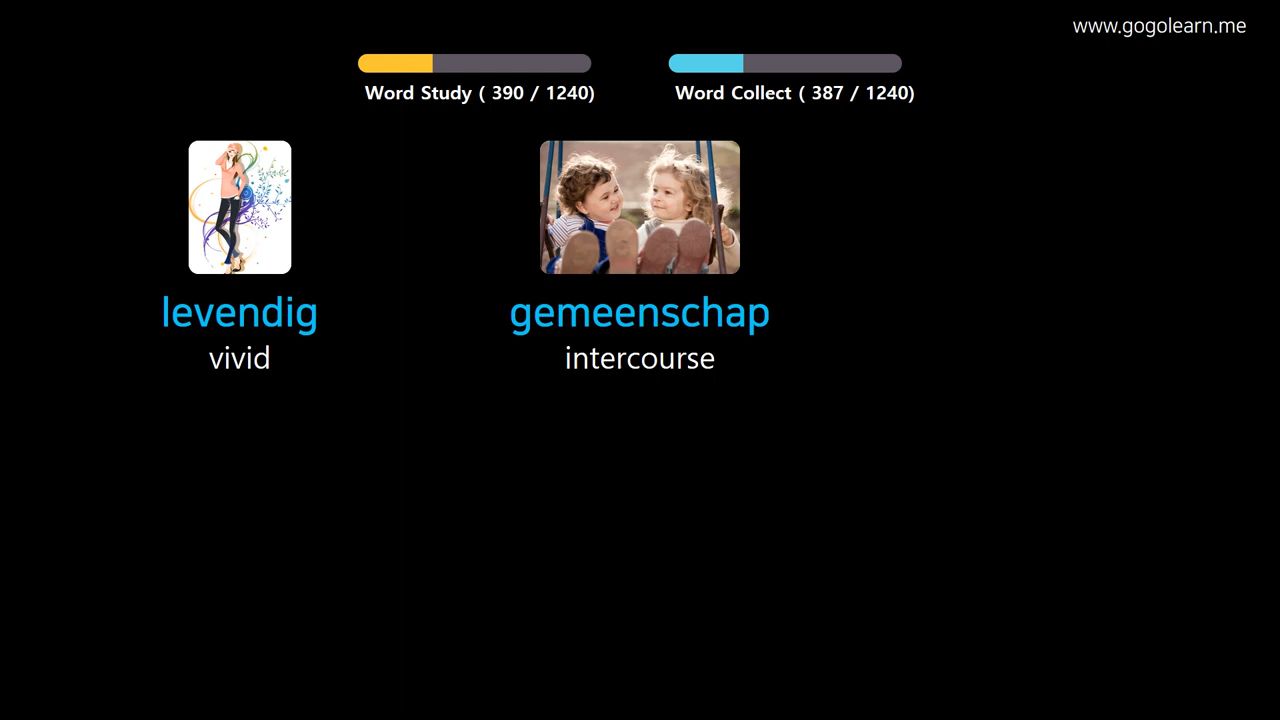 www.gogolearn.me
Word Study ( 390 / 1240)
Word Collect ( 387 / 1240)
levendig
vivid
gemeenschap
intercourse